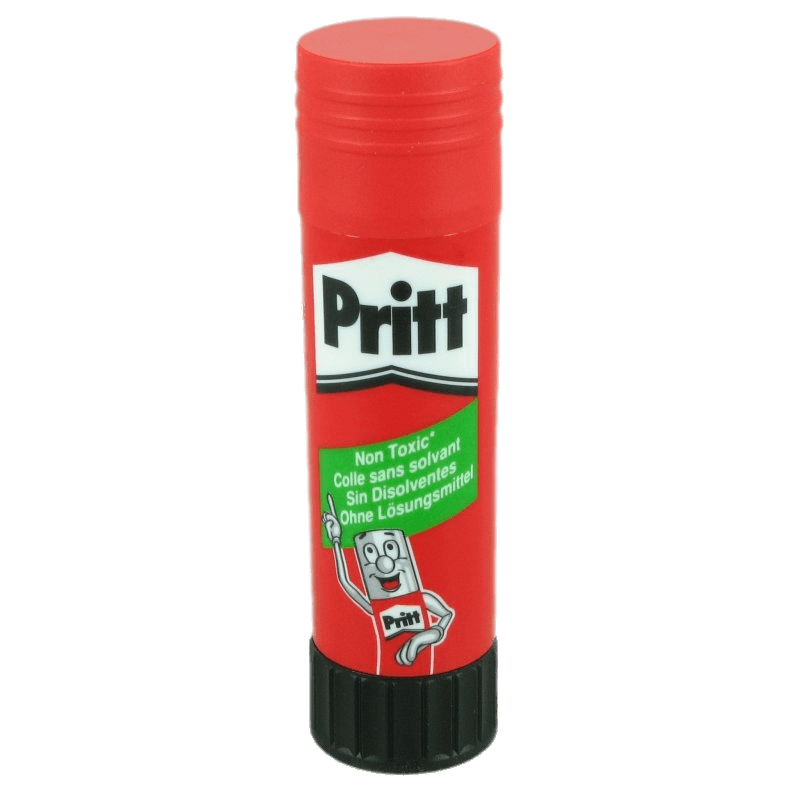 Pritt
Non Toxic*
Colle sans solvant
Sin Disolventes
Ohne Lösungsmittel
Pritt